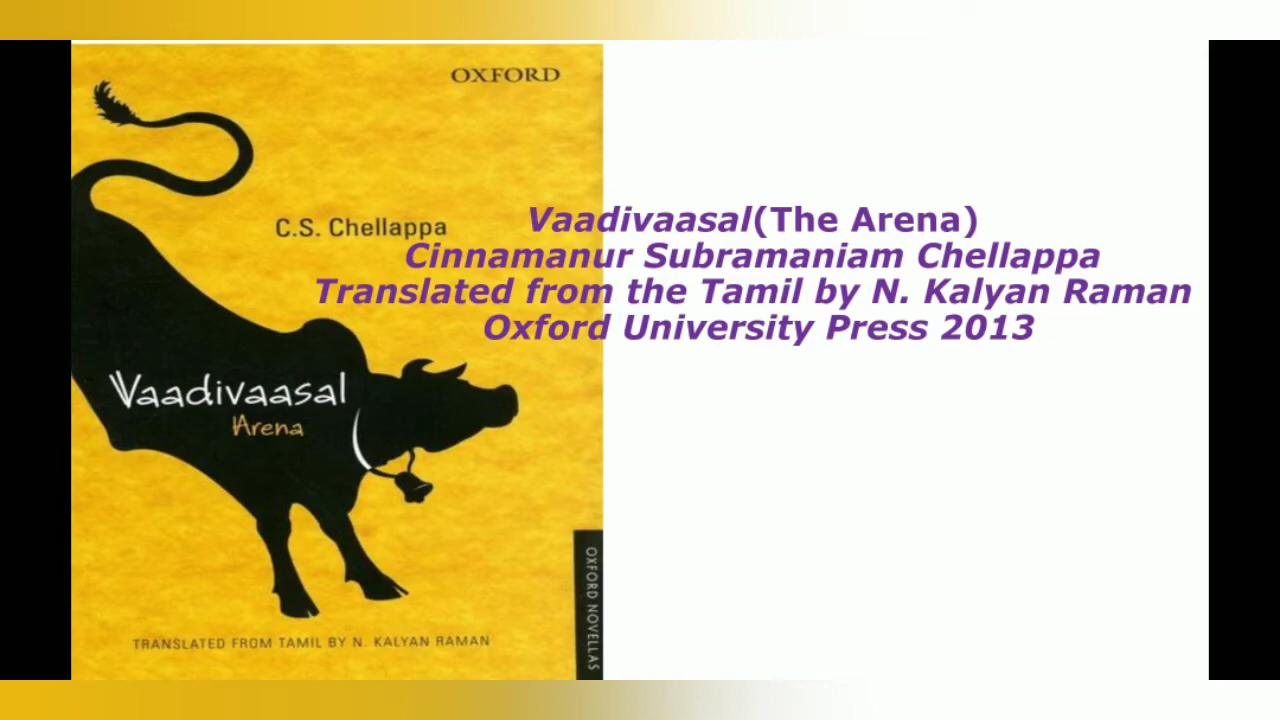 OXFORD
C.S. Chellappa
Vaadivaasal
Arena
TRANSLATED FROM TAMIL BY N. KALYAN RAMAN
OXFORD NOVELLAS
Vaadivaasal(The Arena)
Cinnamanur Subramaniam Chellappa
Translated from the Tamil by N. Kalyan Raman
Oxford University Press 2013